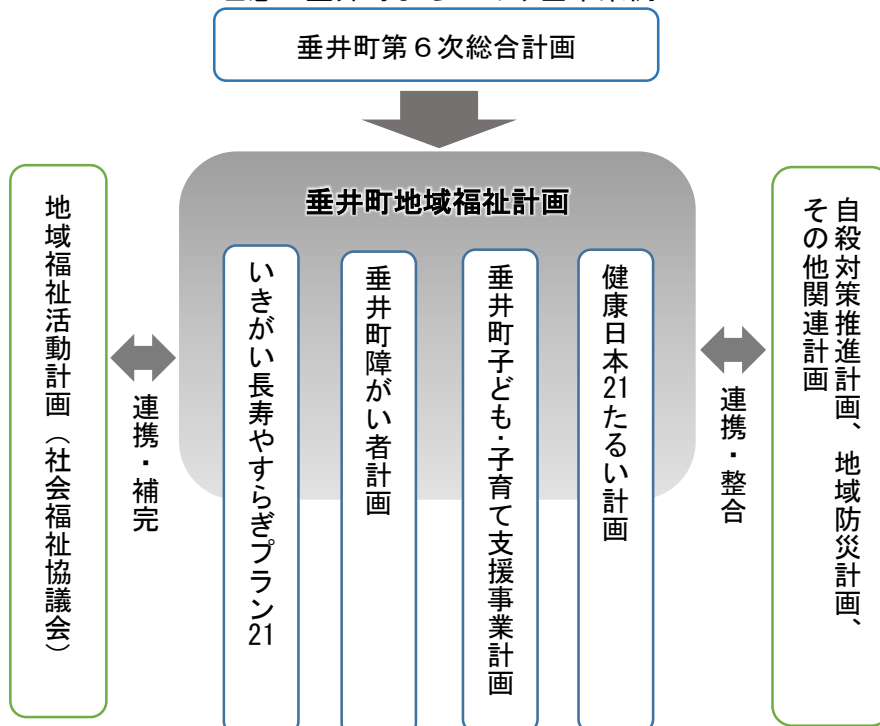 垂井町第６次総合計画
垂井町地域福祉計画
地域福祉活動計画（社会福祉協議会）
連携・補完
いきがい長寿やすらぎプラン21
垂井町障がい者計画
垂井町子ども・子育て支援事業計画
健康日本21たるい計画
連携・整合
自殺対策推進計画、地域防災計画、
その他関連計画